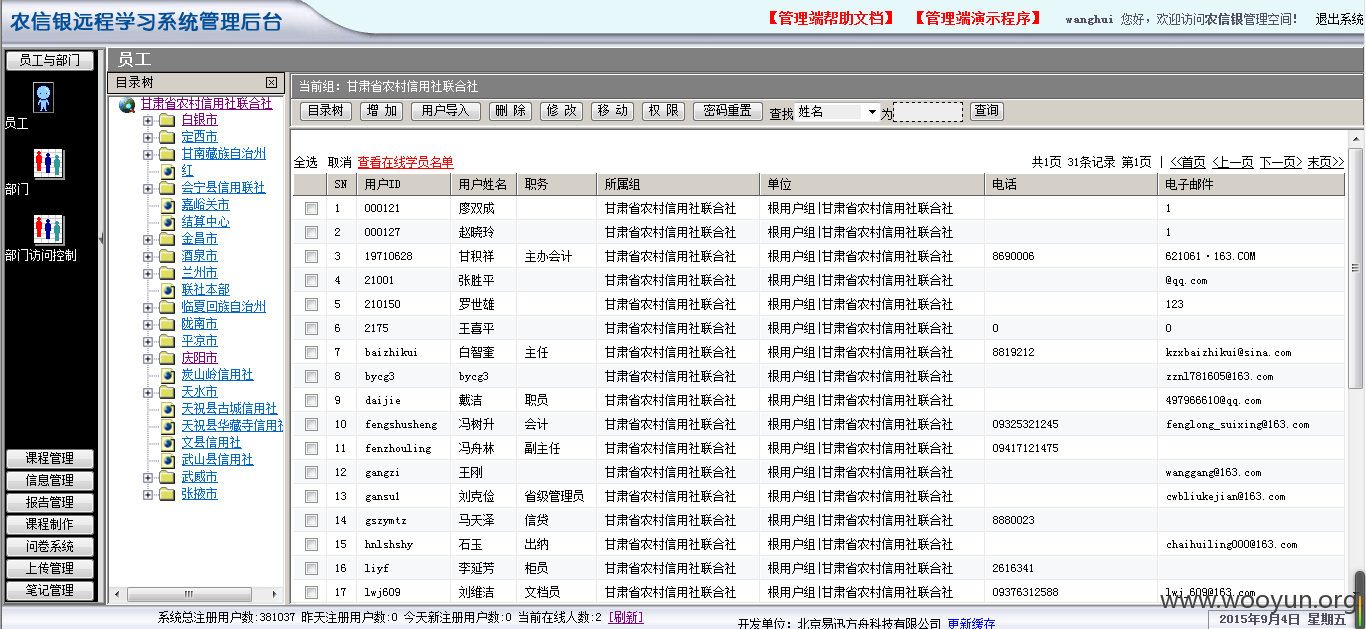 农信银远程学习系统管理后台
【管理端帮助文档】 【管理端演示程序】 wanghui 您好，欢迎访问农信银管理空间! 退出系统
员工与部门
员工
部门
部门访问控制
课程管理
信息管理
报告管理
课程制作
问卷系统
上传管理
笔记管理
员工
目录树
甘肃省农村信用社联合社
白银市
定西市
甘南藏族自治州
红
会宁县信用联社
嘉峪关市
结算中心
金昌市
酒泉市
兰州市
联社本部
临夏回族自治州
陇南市
平凉市
庆阳市
炭山岭信用社
天水市
天祝县古城信用社
天祝县华藏寺信用社
文县信用社
武山县信用社
武威市
张掖市
当前组：甘肃省农村信用社联合社
目录树 增 加 用户导入 删 除 修 改 移 动 权 限 密码重置 查找 姓名 为 查询
全选 取消 查看在线学员名单 共1页 31条记录 第1页 | <<首页 <上一页 下一页> 末页>>
SN 用户ID 用户姓名 职务 所属组 单位 电话 电子邮件
1 000121 廖双成 甘肃省农村信用社联合社 根用户组|甘肃省农村信用社联合社 1
2 000127 赵晓玲 甘肃省农村信用社联合社 根用户组|甘肃省农村信用社联合社 1
3 19710628 甘积祥 主办会计 甘肃省农村信用社联合社 根用户组|甘肃省农村信用社联合社 8690006 621061·163.COM
4 21001 张胜平 甘肃省农村信用社联合社 根用户组|甘肃省农村信用社联合社 @qq.com
5 210150 罗世雄 甘肃省农村信用社联合社 根用户组|甘肃省农村信用社联合社 123
6 2175 王喜平 甘肃省农村信用社联合社 根用户组|甘肃省农村信用社联合社 0 0
7 baizhikui 白智奎 主任 甘肃省农村信用社联合社 根用户组|甘肃省农村信用社联合社 8819212 kzxbaizhikui@sina.com
8 bycg3 bycg3 甘肃省农村信用社联合社 根用户组|甘肃省农村信用社联合社 zznl781605@163.com
9 daijie 戴洁 职员 甘肃省农村信用社联合社 根用户组|甘肃省农村信用社联合社 497966610@qq.com
10 fengshusheng 冯树升 会计 甘肃省农村信用社联合社 根用户组|甘肃省农村信用社联合社 09325321245 fenglong_suixing@163.com
11 fenzhouling 冯舟林 副主任 甘肃省农村信用社联合社 根用户组|甘肃省农村信用社联合社 09417121475
12 gangzi 王刚 甘肃省农村信用社联合社 根用户组|甘肃省农村信用社联合社 wanggang@163.com
13 gansu1 刘克俭 省级管理员 甘肃省农村信用社联合社 根用户组|甘肃省农村信用社联合社 cwbliukejian@163.com
14 gszymtz 马天泽 信贷 甘肃省农村信用社联合社 根用户组|甘肃省农村信用社联合社 8880023
15 hnlshshy 石玉 出纳 甘肃省农村信用社联合社 根用户组|甘肃省农村信用社联合社 chaihuiling000@163.com
16 liyf 李延芳 柜员 甘肃省农村信用社联合社 根用户组|甘肃省农村信用社联合社 2616341
17 lwj609 刘维洁 文档员 甘肃省农村信用社联合社 根用户组|甘肃省农村信用社联合社 09376312588 lwj.609@163.com
www.wooyun.org
系统总注册用户数:381037 昨天注册用户数:0 今天新注册用户数:0 当前在线人数:2 [刷新]
开发单位：北京易迅方舟科技有限公司 更新缓存
2015年9月4日 星期五